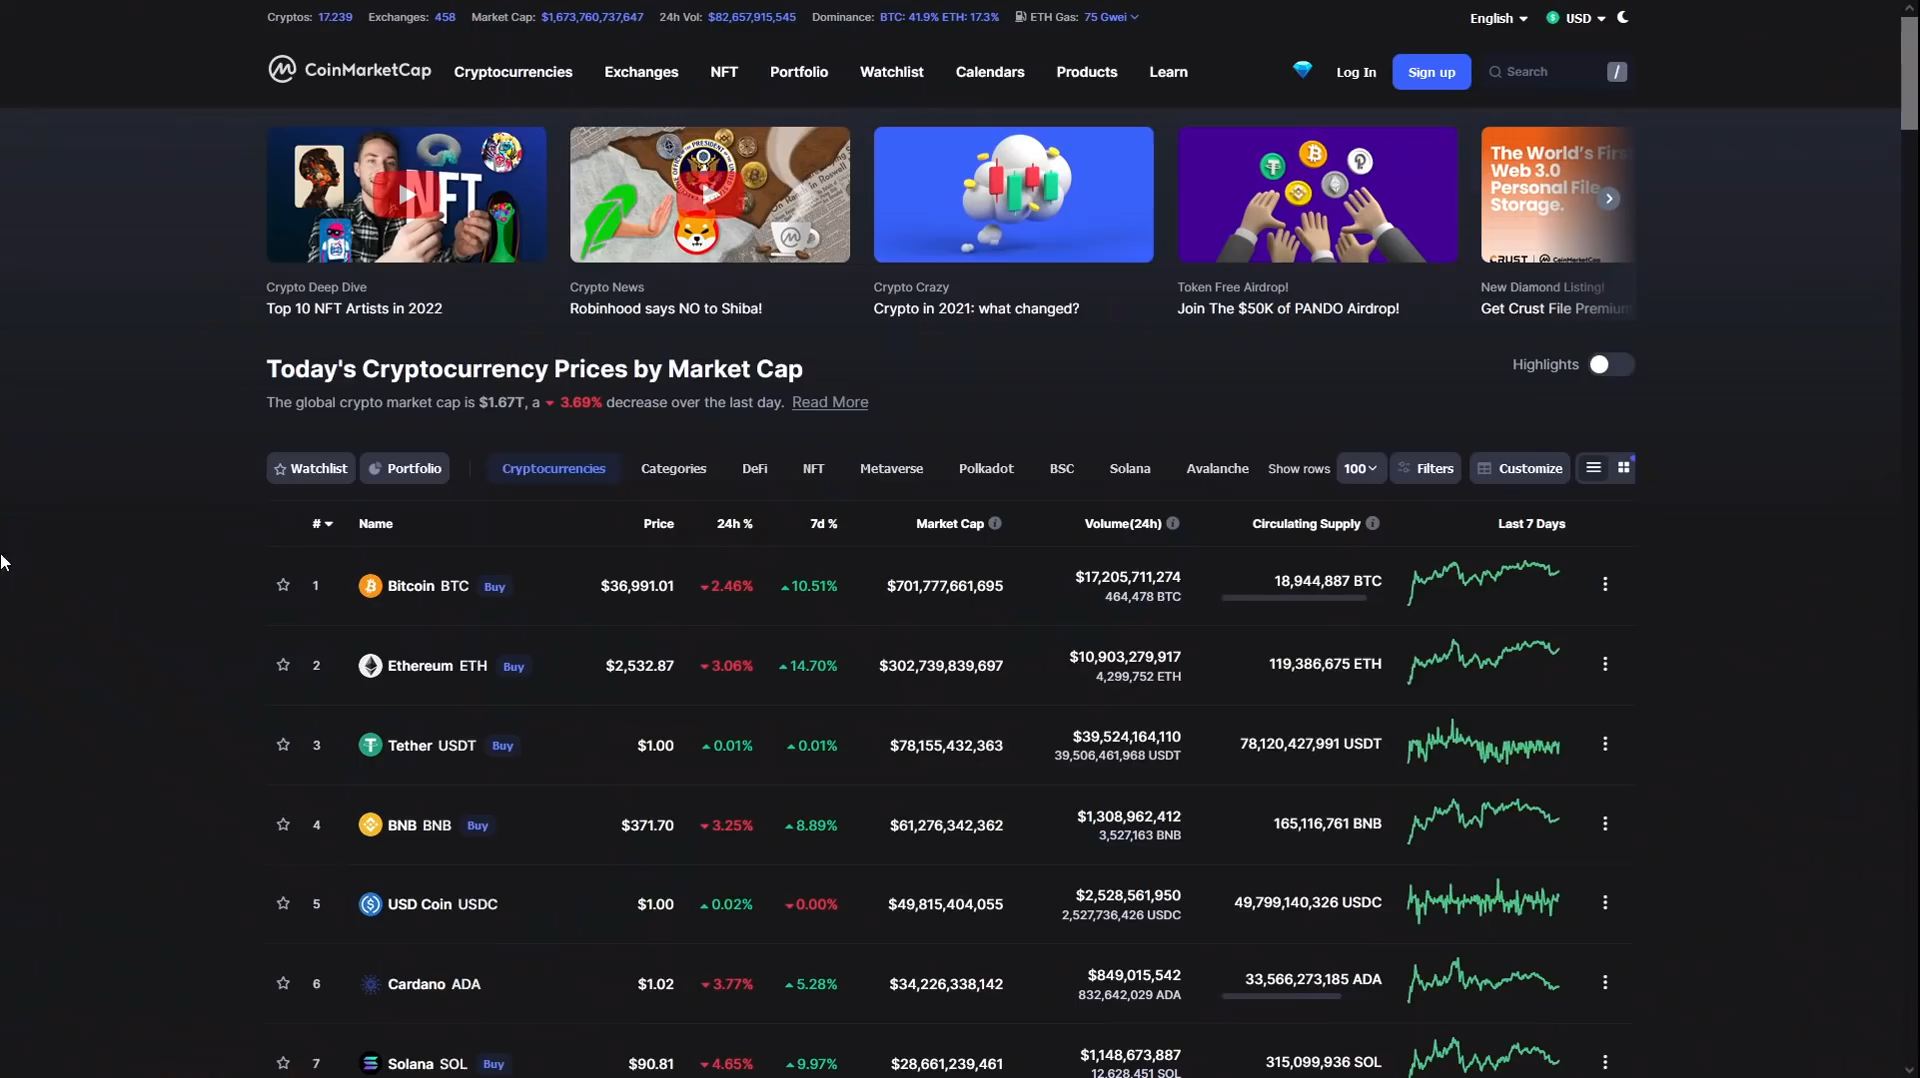 Cryptos: 17.239 Exchanges: 458 Market Cap: $1,673,760,737,647 24h Vol: $82,657,915,545 Dominance: BTC: 41.9% ETH: 17.3% ETH Gas: 75 Gwei English USD
CoinMarketCap Cryptocurrencies Exchanges NFT Portfolio Watchlist Calendars Products Learn Log In Sign up Search /
NFT
The World's Firs
Web 3.0
Personal File
Storage.
CRUST CoinMarketCap
Crypto Deep Dive
Top 10 NFT Artists in 2022
Crypto News
Robinhood says NO to Shiba!
Crypto Crazy
Crypto in 2021: what changed?
Token Free Airdrop!
Join The $50K of PANDO Airdrop!
New Diamond Listing!
Get Crust File Premium
Today's Cryptocurrency Prices by Market Cap
Highlights
The global crypto market cap is $1.67T, a 3.69% decrease over the last day. Read More
Watchlist Portfolio Cryptocurrencies Categories DeFi NFT Metaverse Polkadot BSC Solana Avalanche Show rows 100 Filters Customize
# Name Price 24h % 7d % Market Cap Volume(24h) Circulating Supply Last 7 Days
1 Bitcoin BTC Buy $36,991.01 2.46% 10.51% $701,777,661,695 $17,205,711,274 18,944,887 BTC
464,478 BTC
2 Ethereum ETH Buy $2,532.87 3.06% 14.70% $302,739,839,697 $10,903,279,917 119,386,675 ETH
4,299,752 ETH
3 Tether USDT Buy $1.00 0.01% 0.01% $78,155,432,363 $39,524,164,110 78,120,427,991 USDT
39,506,461,968 USDT
4 BNB BNB Buy $371.70 3.25% 8.89% $61,276,342,362 $1,308,962,412 165,116,761 BNB
3,527,163 BNB
5 USD Coin USDC $1.00 0.02% 0.00% $49,815,404,055 $2,528,561,950 49,799,140,326 USDC
2,527,736,426 USDC
6 Cardano ADA $1.02 3.77% 5.28% $34,226,338,142 $849,015,542 33,566,273,185 ADA
832,642,029 ADA
7 Solana SOL Buy $90.81 4.65% 9.97% $28,661,239,461 $1,148,673,887 315,099,936 SOL
12,628,451 SOL